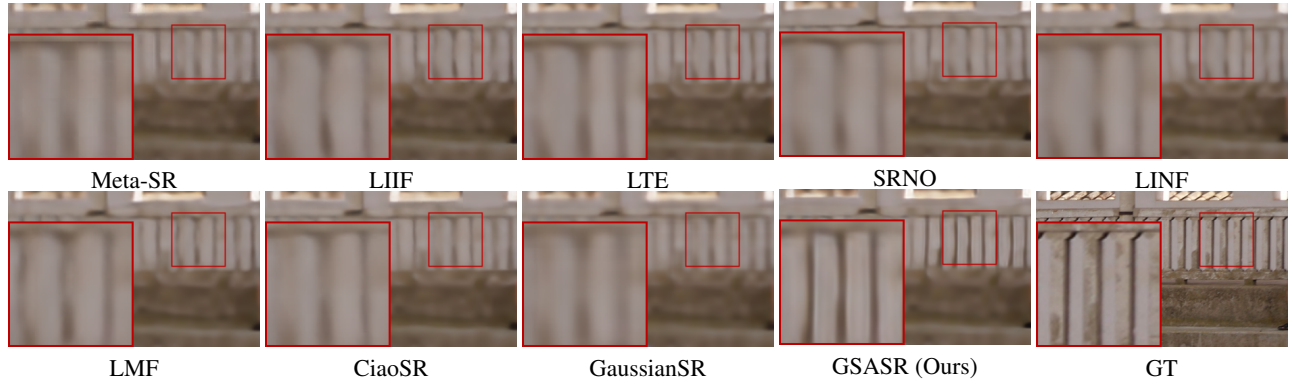 Meta-SR LIIF LTE SRNO LINF
LMF CiaoSR GaussianSR GSASR (Ours) GT